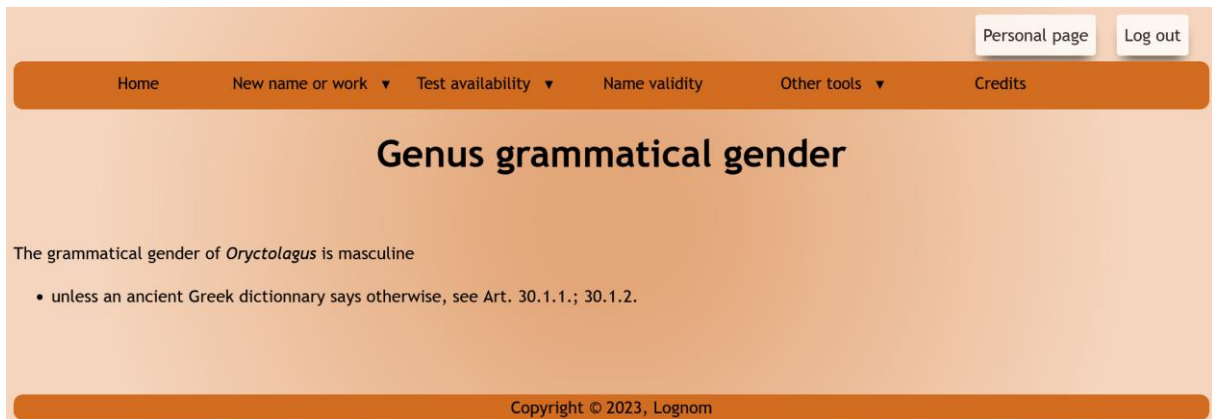 Personal page Log out
Home New name or work ▼ Test availability ▼ Name validity Other tools ▼ Credits
Genus grammatical gender
The grammatical gender of Oryctolagus is masculine
• unless an ancient Greek dictionnary says otherwise, see Art. 30.1.1.; 30.1.2.
Copyright © 2023, Lognom